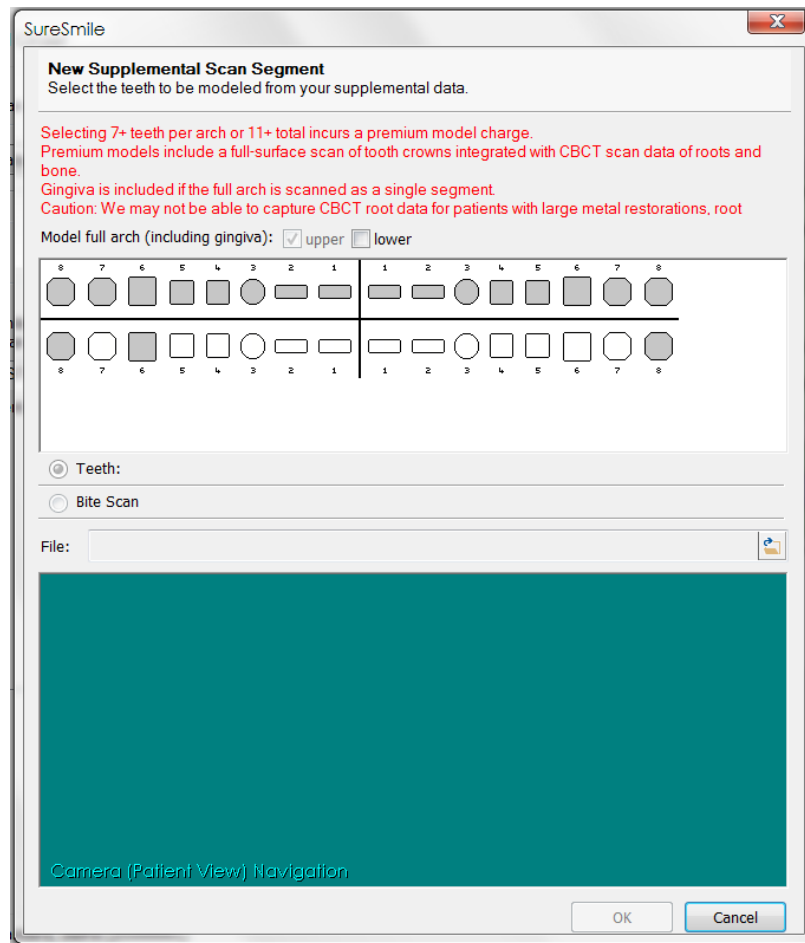 SureSmile
X
New Supplemental Scan Segment
Select the teeth to be modeled from your supplemental data.
Selecting 7+ teeth per arch or 11+ total incurs a premium model charge.
Premium models include a full-surface scan of tooth crowns integrated with CBCT scan data of roots and
bone.
Gingiva is included if the full arch is scanned as a single segment.
Caution: We may not be able to capture CBCT root data for patients with large metal restorations, root
Model full arch (including gingiva): upper lower
8 7 6 5 4 3 2 1 1 2 3 4 5 6 7 8
8 7 6 5 4 3 2 1 1 2 3 4 5 6 7 8
Teeth:
Bite Scan
File:
Camera (Patient View) Navigation
OK Cancel